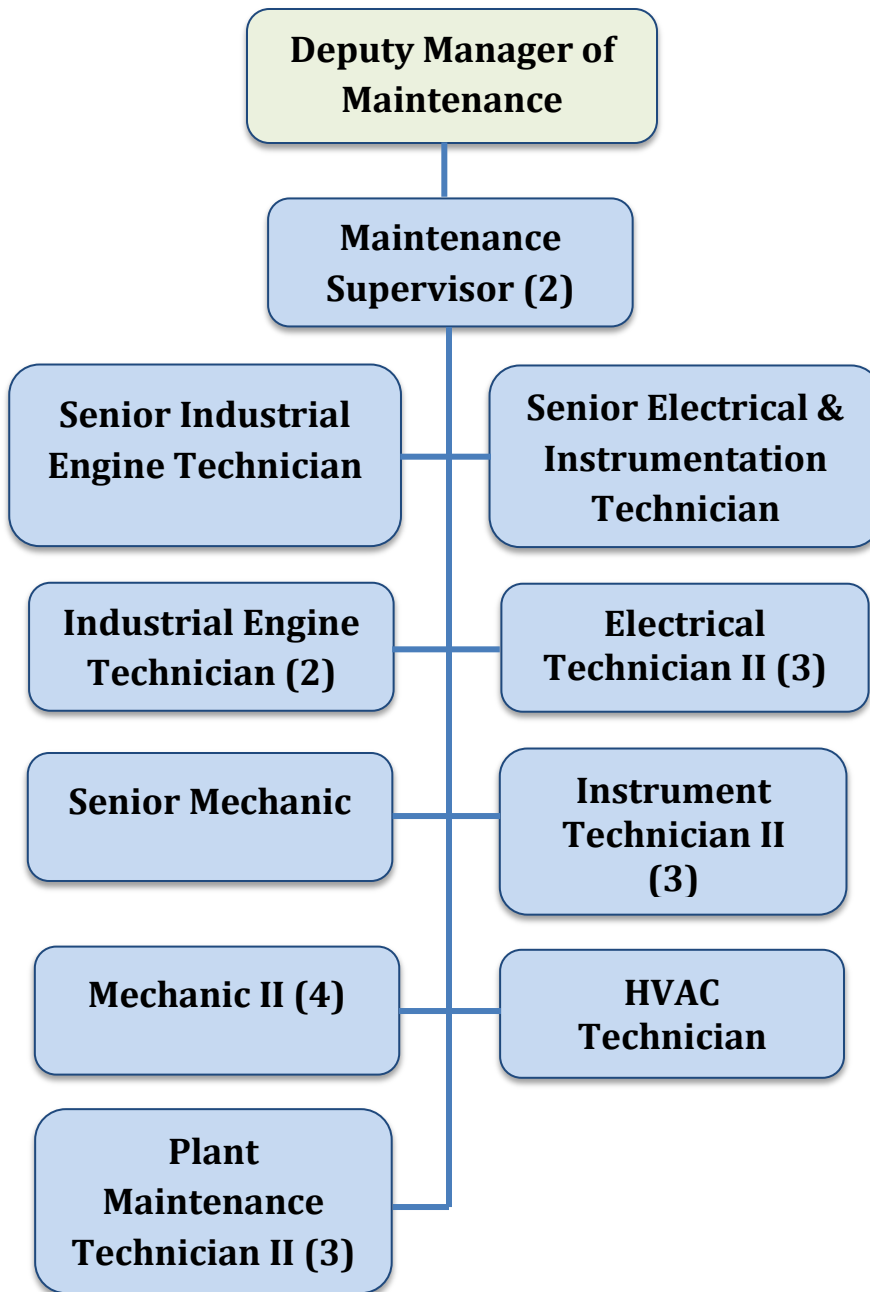 Deputy Manager of
Maintenance
Maintenance
Supervisor (2)
Senior Industrial
Engine Technician
Senior Electrical &
Instrumentation
Technician
Industrial Engine
Technician (2)
Electrical
Technician II (3)
Senior Mechanic
Instrument
Technician II
(3)
Mechanic II (4)
HVAC
Technician
Plant
Maintenance
Technician II (3)